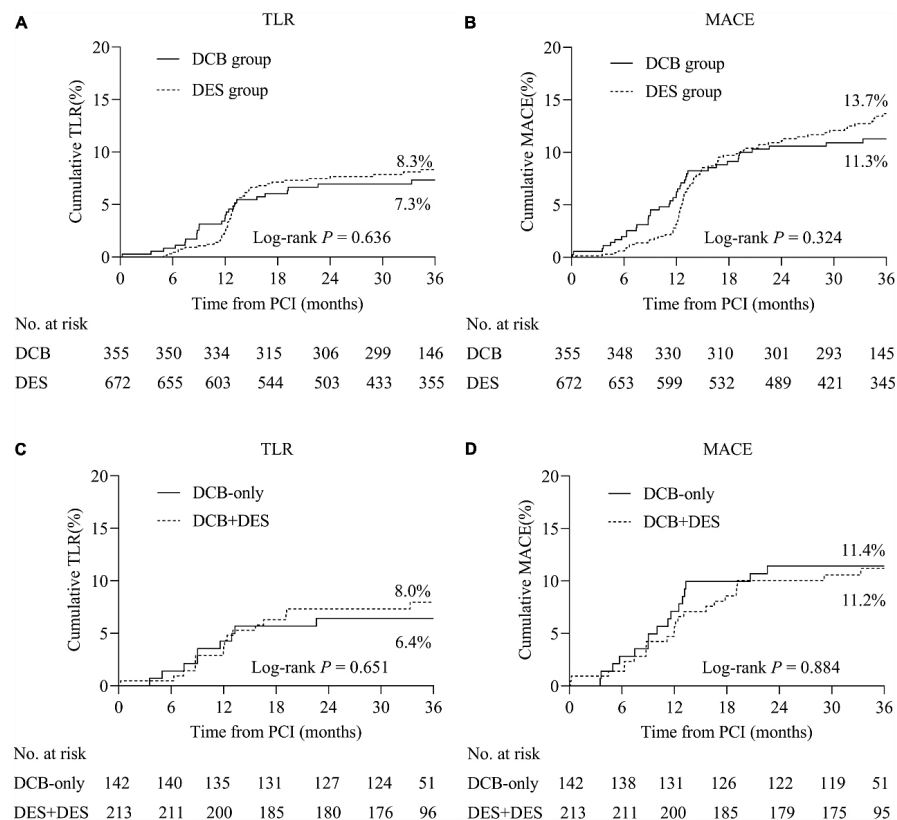 A
TLR
20
15
10
5
0
Cumulative TLR(%)
DCB group
DES group
8.3%
7.3%
Log-rank P = 0.636
0 6 12 18 24 30 36
Time from PCI (months)
No. at risk
DCB 355 350 334 315 306 299 146
DES 672 655 603 544 503 433 355
B
MACE
20
15
10
5
0
Cumulative MACE(%)
DCB group
DES group
13.7%
11.3%
Log-rank P = 0.324
0 6 12 18 24 30 36
Time from PCI (months)
No. at risk
DCB 355 348 330 310 301 293 145
DES 672 653 599 532 489 421 345
C
TLR
20
15
10
5
0
Cumulative TLR(%)
DCB-only
DCB+DES
8.0%
6.4%
Log-rank P = 0.651
0 6 12 18 24 30 36
Time from PCI (months)
No. at risk
DCB-only 142 140 135 131 127 124 51
DES+DES 213 211 200 185 180 176 96
D
MACE
20
15
10
5
0
Cumulative MACE(%)
DCB-only
DCB+DES
11.4%
11.2%
Log-rank P = 0.884
0 6 12 18 24 30 36
Time from PCI (months)
No. at risk
DCB-only 142 138 131 126 122 119 51
DES+DES 213 211 200 185 179 175 95